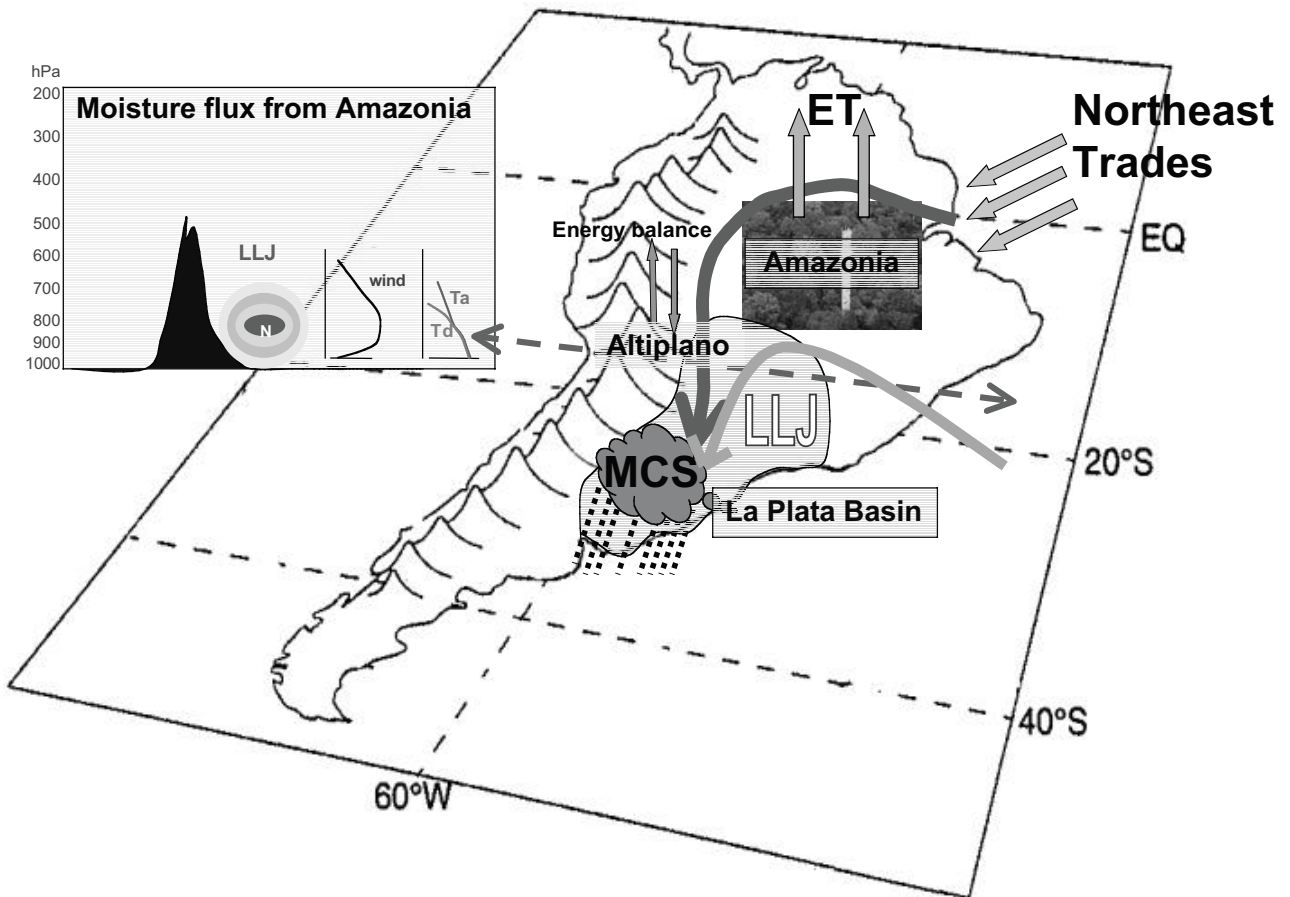 hPa
200
300
400
500
600
700
800
900
1000
Moisture flux from Amazonia
LLJ
N
wind
Ta
Td
ET
Northeast
Trades
Energy balance
Amazonia
EQ
Altiplano
LLJ
20°S
MCS
La Plata Basin
40°S
60°W